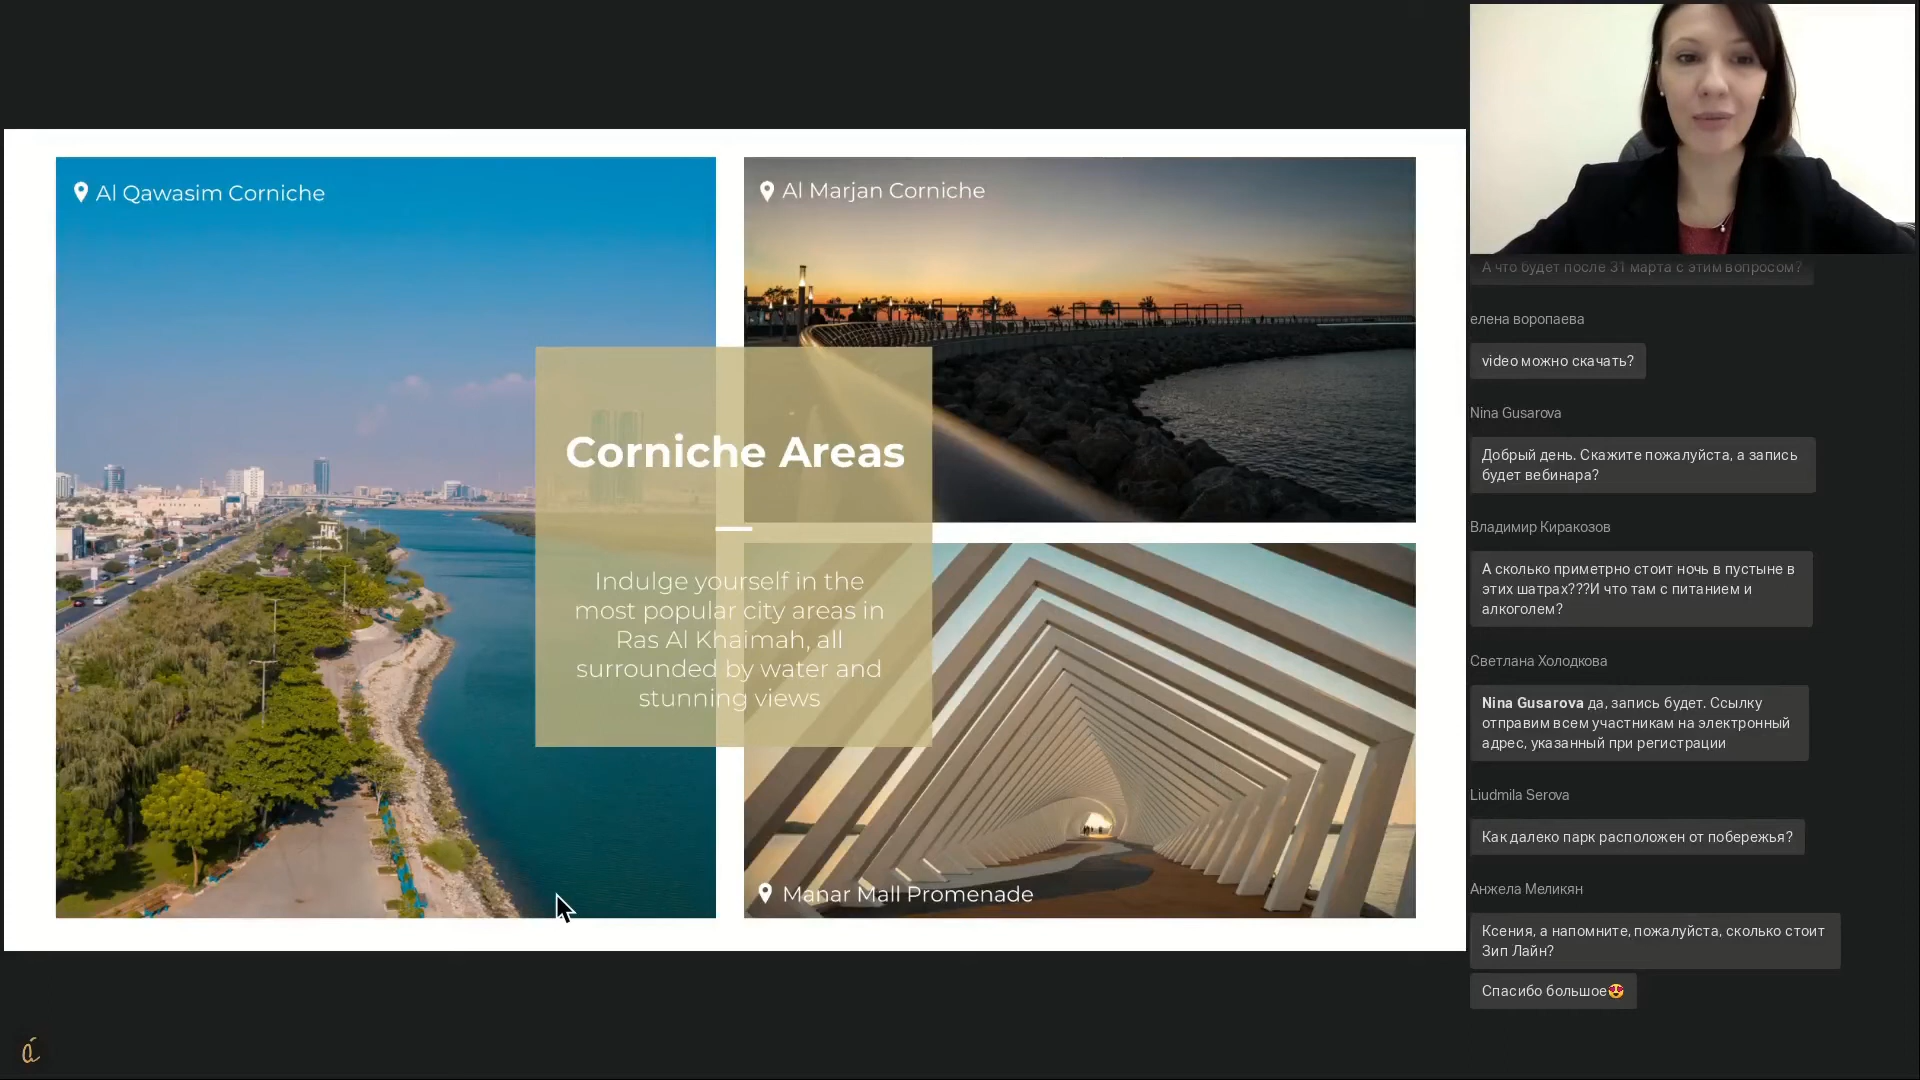 Al Qawasim Corniche
Al Marjan Corniche
Corniche Areas
Indulge yourself in the
most popular city areas in
Ras Al Khaimah, all
surrounded by water and
stunning views
Manar Mall Promenade
А что будет после 31 марта с этим вопросом?
елена воропаева
video можно скачать?
Nina Gusarova
Добрый день. Скажите пожалуйста, а запись
будет вебинара?
Владимир Киракозов
А сколько приметрно стоит ночь в пустыне в
этих шатрах???И что там с питанием и
алкоголем?
Светлана Холодкова
Nina Gusarova да, запись будет. Ссылку
отправим всем участникам на электронный
адрес, указанный при регистрации
Liudmila Serova
Как далеко парк расположен от побережья?
Анжела Меликян
Ксения, а напомните, пожалуйста, сколько стоит
Зип Лайн?
Спасибо большое😍
á